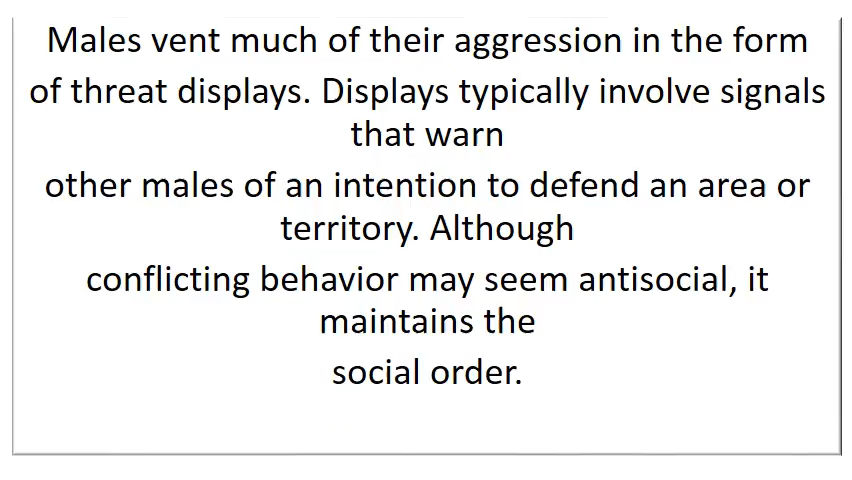 Males vent much of their aggression in the form
of threat displays. Displays typically involve signals
that warn
other males of an intention to defend an area or
territory. Although
conflicting behavior may seem antisocial, it
maintains the
social order.